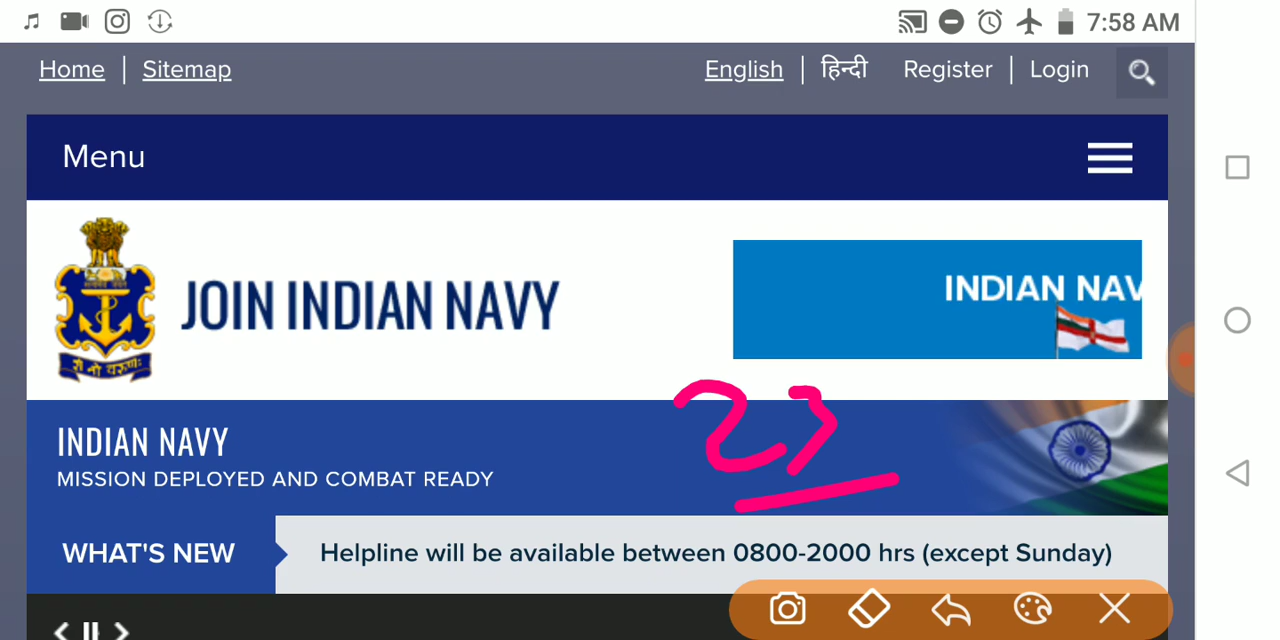 7:58 AM
Home | Sitemap English | हिन्दी Register | Login
Menu
JOIN INDIAN NAVY
INDIAN NAV
INDIAN NAVY
MISSION DEPLOYED AND COMBAT READY
WHAT'S NEW Helpline will be available between 0800-2000 hrs (except Sunday)